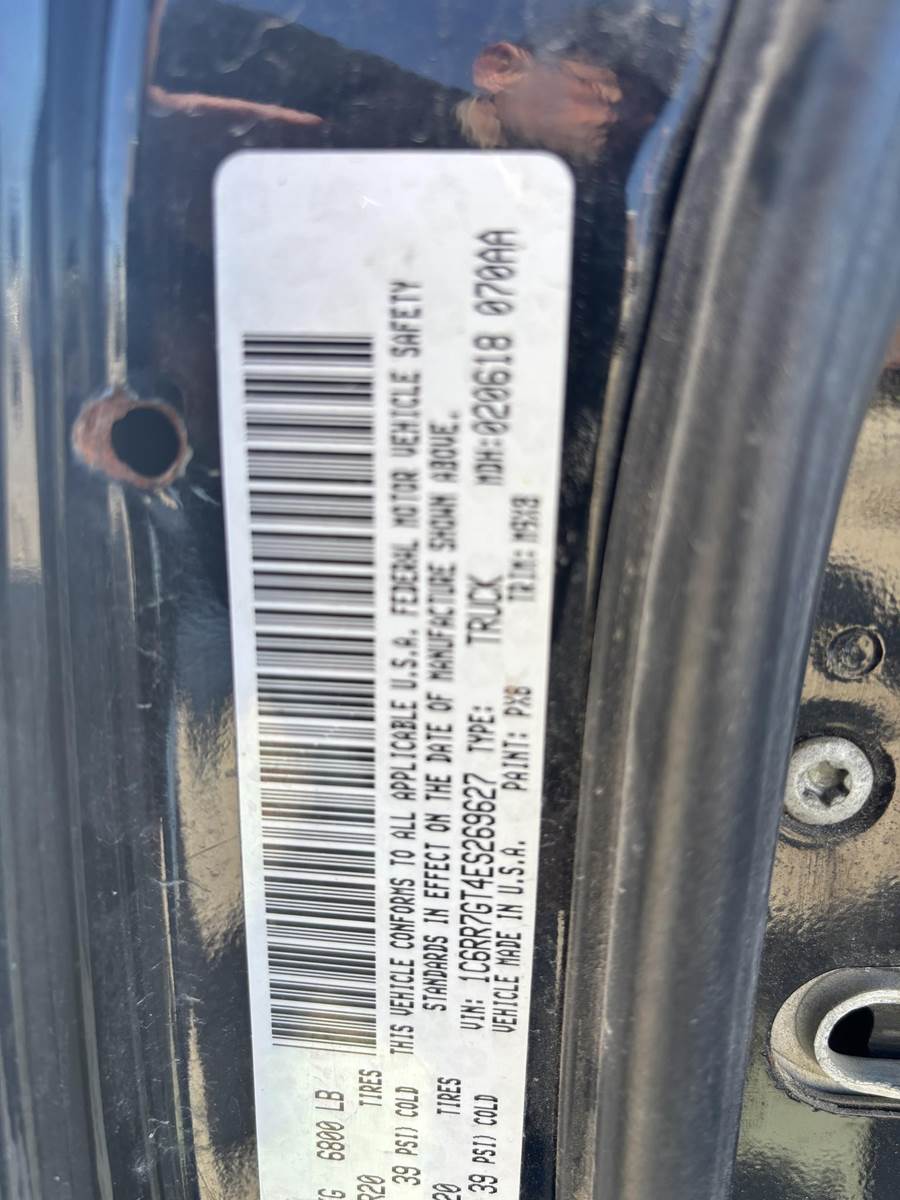 6800 LB
R20 TIRES
39 PSI) COLD
20 TIRES
39 PSI) COLD
THIS VEHICLE CONFORMS TO ALL APPLICABLE U.S.A. FEDERAL MOTOR VEHICLE SAFETY
STANDARDS IN EFFECT ON THE DATE OF MANUFACTURE SHOWN ABOVE.
VIN: 1C6RR7GT4ES269627 TYPE: TRUCK MDH:020618 070AA
VEHICLE MADE IN U.S.A. PAINT: PXB TRIM: M9X8